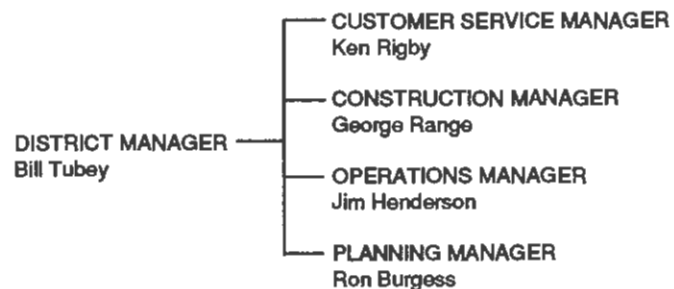 CUSTOMER SERVICE MANAGER
Ken Rigby
CONSTRUCTION MANAGER
George Range
DISTRICT MANAGER
Bill Tubey
OPERATIONS MANAGER
Jim Henderson
PLANNING MANAGER
Ron Burgess